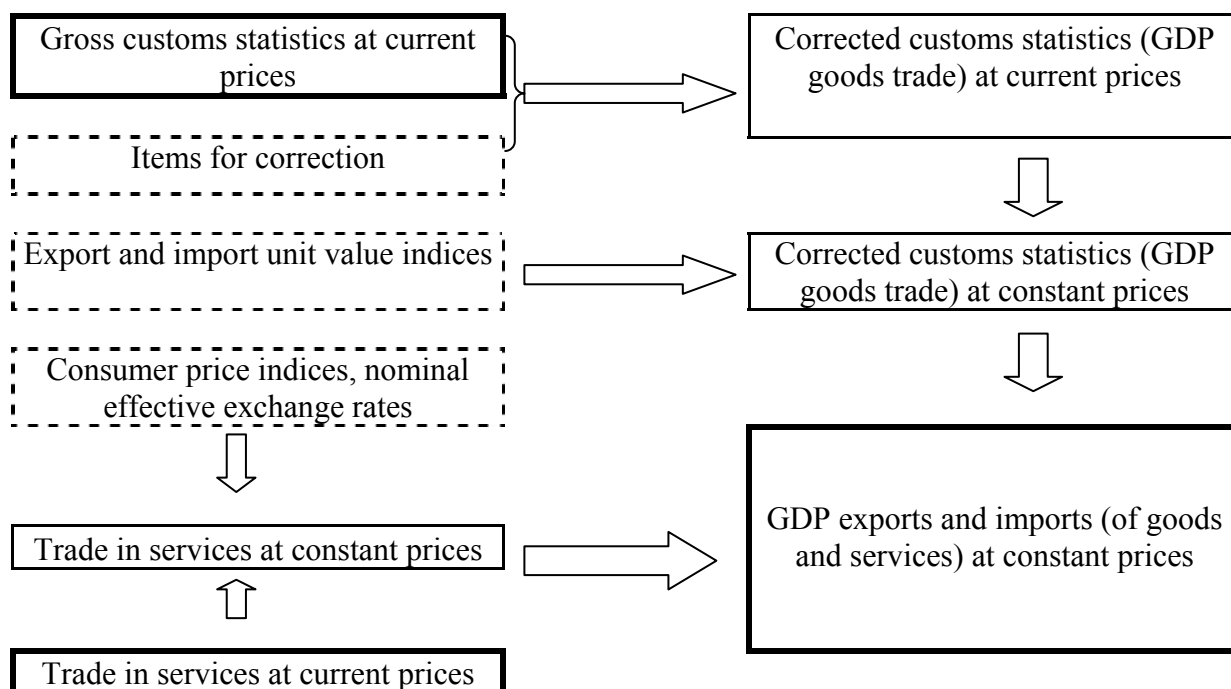 Gross customs statistics at current
prices
Corrected customs statistics (GDP
goods trade) at current prices
Items for correction
Export and import unit value indices
Corrected customs statistics (GDP
goods trade) at constant prices
Consumer price indices, nominal
effective exchange rates
Trade in services at constant prices
GDP exports and imports (of goods
and services) at constant prices
Trade in services at current prices